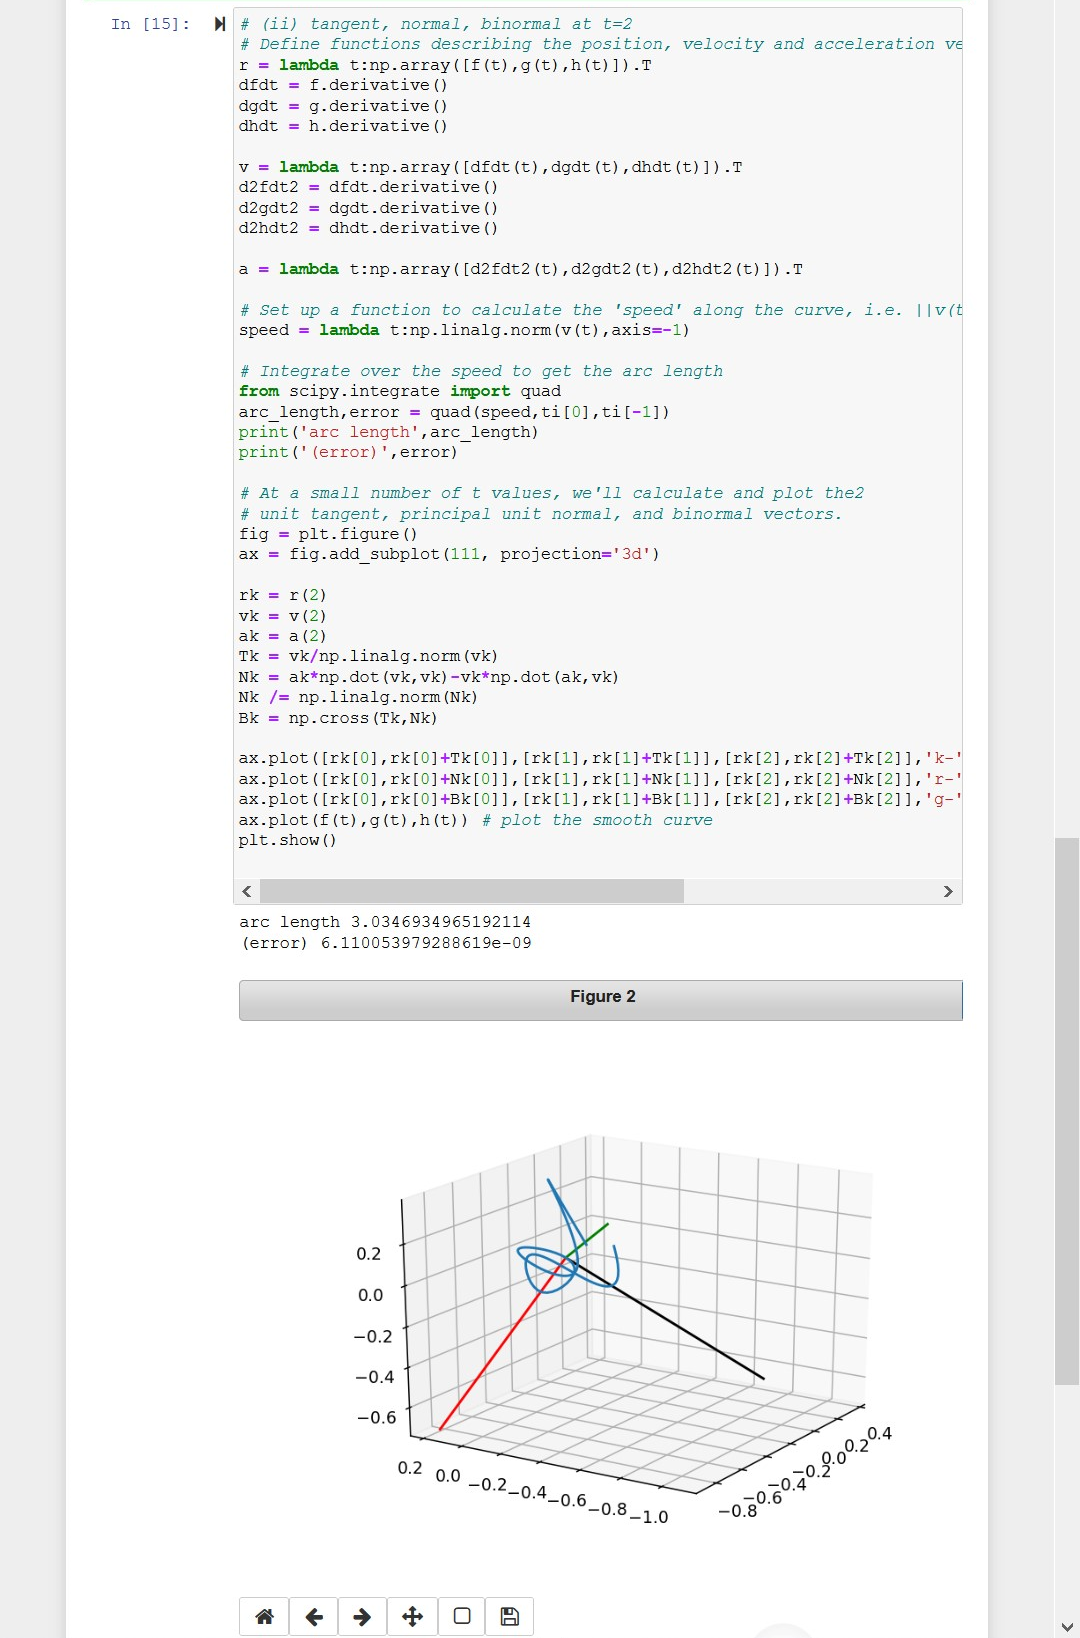 In [15]:
# (ii) tangent, normal, binormal at t=2
# Define functions describing the position, velocity and acceleration ve
r = lambda t:np.array([f(t),g(t),h(t)]).T
dfdt = f.derivative()
dgdt = g.derivative()
dhdt = h.derivative()
v = lambda t:np.array([dfdt(t),dgdt(t),dhdt(t)]).T
d2fdt2 = dfdt.derivative()
d2gdt2 = dgdt.derivative()
d2hdt2 = dhdt.derivative()
a = lambda t:np.array([d2fdt2(t),d2gdt2(t),d2hdt2(t)]).T
# Set up a function to calculate the 'speed' along the curve, i.e. ||v(t
speed = lambda t:np.linalg.norm(v(t),axis=-1)
# Integrate over the speed to get the arc length
from scipy.integrate import quad
arc_length,error = quad(speed,ti[0],ti[-1])
print('arc length',arc_length)
print('(error)',error)
# At a small number of t values, we'll calculate and plot the2
# unit tangent, principal unit normal, and binormal vectors.
fig = plt.figure()
ax = fig.add_subplot(111, projection='3d')
rk = r(2)
vk = v(2)
ak = a(2)
Tk = vk/np.linalg.norm(vk)
Nk = ak*np.dot(vk,vk)-vk*np.dot(ak,vk)
Nk /= np.linalg.norm(Nk)
Bk = np.cross(Tk,Nk)
ax.plot([rk[0],rk[0]+Tk[0]],[rk[1],rk[1]+Tk[1]],[rk[2],rk[2]+Tk[2]],'k-'
ax.plot([rk[0],rk[0]+Nk[0]],[rk[1],rk[1]+Nk[1]],[rk[2],rk[2]+Nk[2]],'r-'
ax.plot([rk[0],rk[0]+Bk[0]],[rk[1],rk[1]+Bk[1]],[rk[2],rk[2]+Bk[2]],'g-'
ax.plot(f(t),g(t),h(t)) # plot the smooth curve
plt.show()
arc length 3.0346934965192114
(error) 6.110053979288619e-09
Figure 2
0.2
0.0
−0.2
−0.4
−0.6
0.2
0.0
−0.2
−0.4
−0.6
−0.8
−1.0
−0.8
−0.6
−0.4
−0.2
0.0
0.2
0.4